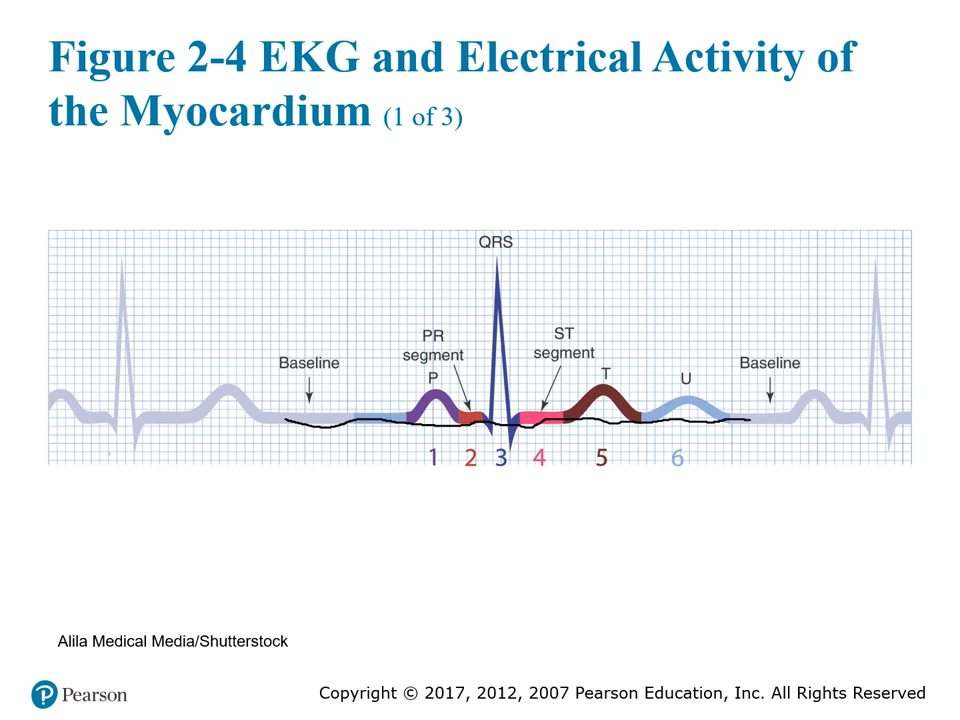 Figure 2-4 EKG and Electrical Activity of
the Myocardium (1 of 3)
QRS
PR
segment
ST
segment
Baseline
P
T
U
Baseline
1 2 3 4 5 6
Alila Medical Media/Shutterstock
Pearson
Copyright © 2017, 2012, 2007 Pearson Education, Inc. All Rights Reserved